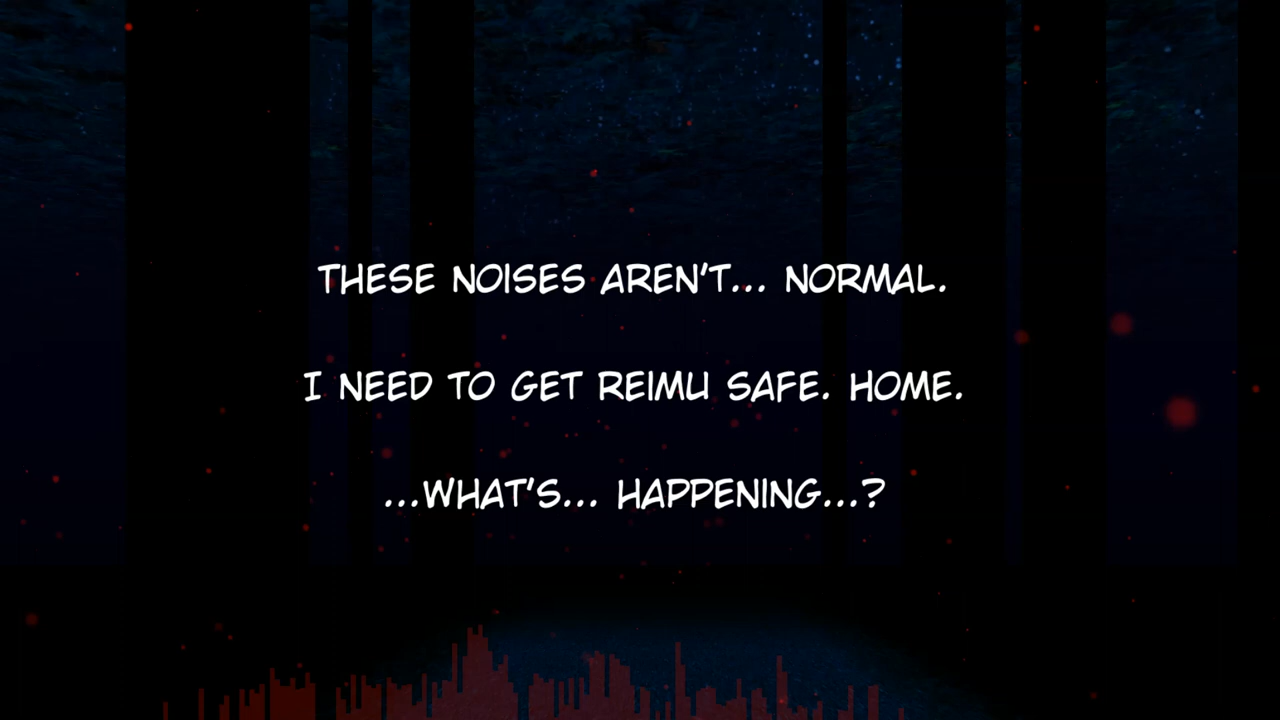 THESE NOISES AREN'T... NORMAL.
I NEED TO GET REIMU SAFE. HOME.
...WHAT'S... HAPPENING...?